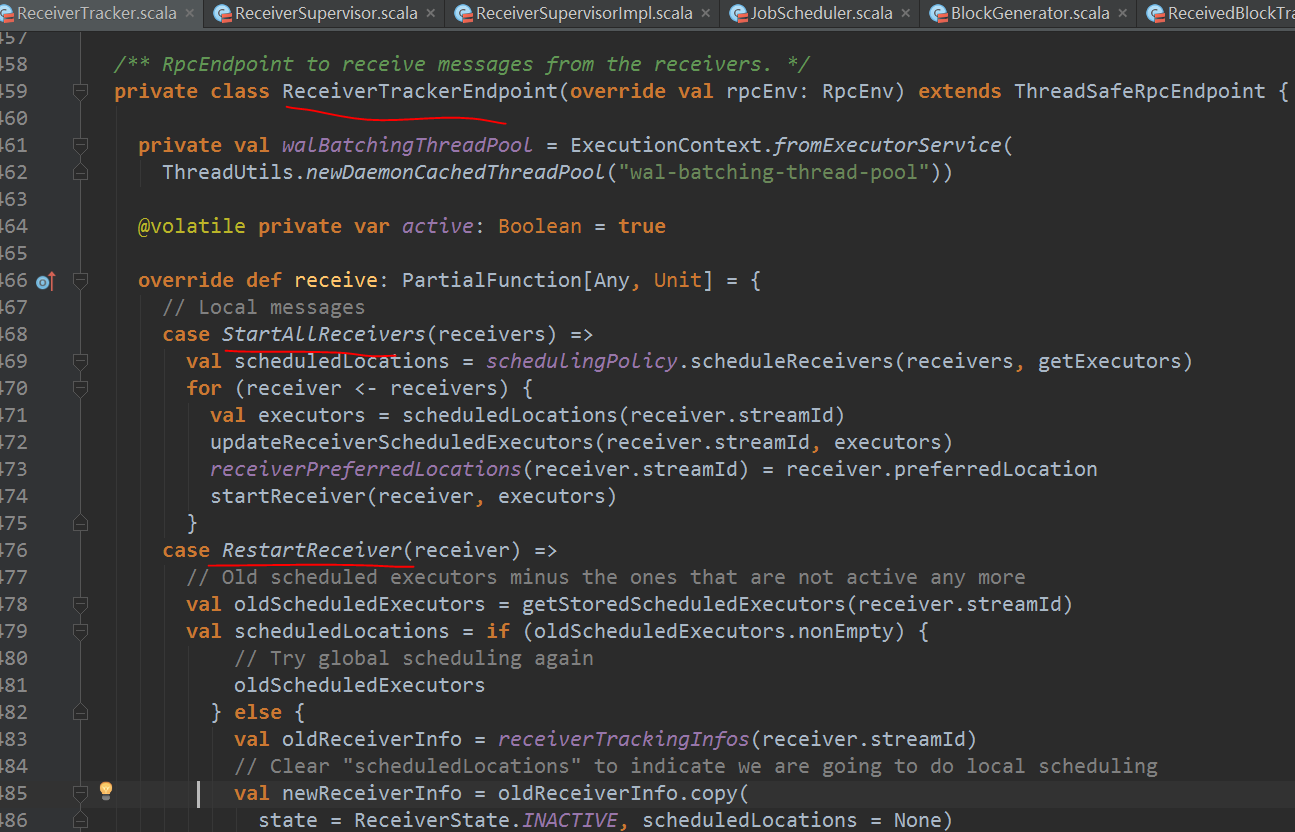 ReceiverTracker.scala × ReceiverSupervisor.scala × ReceiverSupervisorImpl.scala × JobScheduler.scala × BlockGenerator.scala × ReceivedBlockTra
457
458 /** RpcEndpoint to receive messages from the receivers. */
459 private class ReceiverTrackerEndpoint(override val rpcEnv: RpcEnv) extends ThreadSafeRpcEndpoint {
460
461 private val walBatchingThreadPool = ExecutionContext.fromExecutorService(
462 ThreadUtils.newDaemonCachedThreadPool("wal-batching-thread-pool"))
463
464 @volatile private var active: Boolean = true
465
466 override def receive: PartialFunction[Any, Unit] = {
467 // Local messages
468 case StartAllReceivers(receivers) =>
469 val scheduledLocations = schedulingPolicy.scheduleReceivers(receivers, getExecutors)
470 for (receiver <- receivers) {
471 val executors = scheduledLocations(receiver.streamId)
472 updateReceiverScheduledExecutors(receiver.streamId, executors)
473 receiverPreferredLocations(receiver.streamId) = receiver.preferredLocation
474 startReceiver(receiver, executors)
475 }
476 case RestartReceiver(receiver) =>
477 // Old scheduled executors minus the ones that are not active any more
478 val oldScheduledExecutors = getStoredScheduledExecutors(receiver.streamId)
479 val scheduledLocations = if (oldScheduledExecutors.nonEmpty) {
480 // Try global scheduling again
481 oldScheduledExecutors
482 } else {
483 val oldReceiverInfo = receiverTrackingInfos(receiver.streamId)
484 // Clear "scheduledLocations" to indicate we are going to do local scheduling
485 val newReceiverInfo = oldReceiverInfo.copy(
486 state = ReceiverState.INACTIVE, scheduledLocations = None)